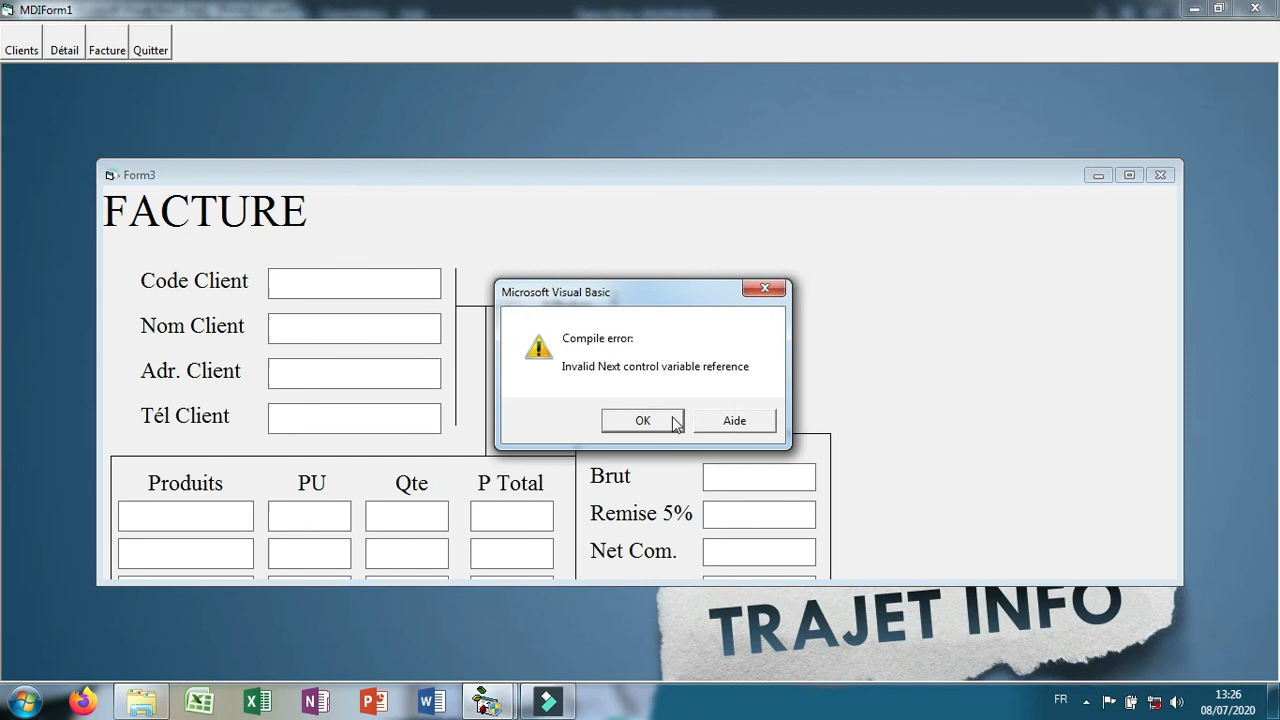 MDIForm1
Clients Détail Facture Quitter
Form3
FACTURE
Code Client
Nom Client
Adr. Client
Tél Client
Microsoft Visual Basic
Compile error:
Invalid Next control variable reference
OK Aide
Produits PU Qte P Total
Brut
Remise 5%
Net Com.
TRAJET INFO
FR
13:26
08/07/2020